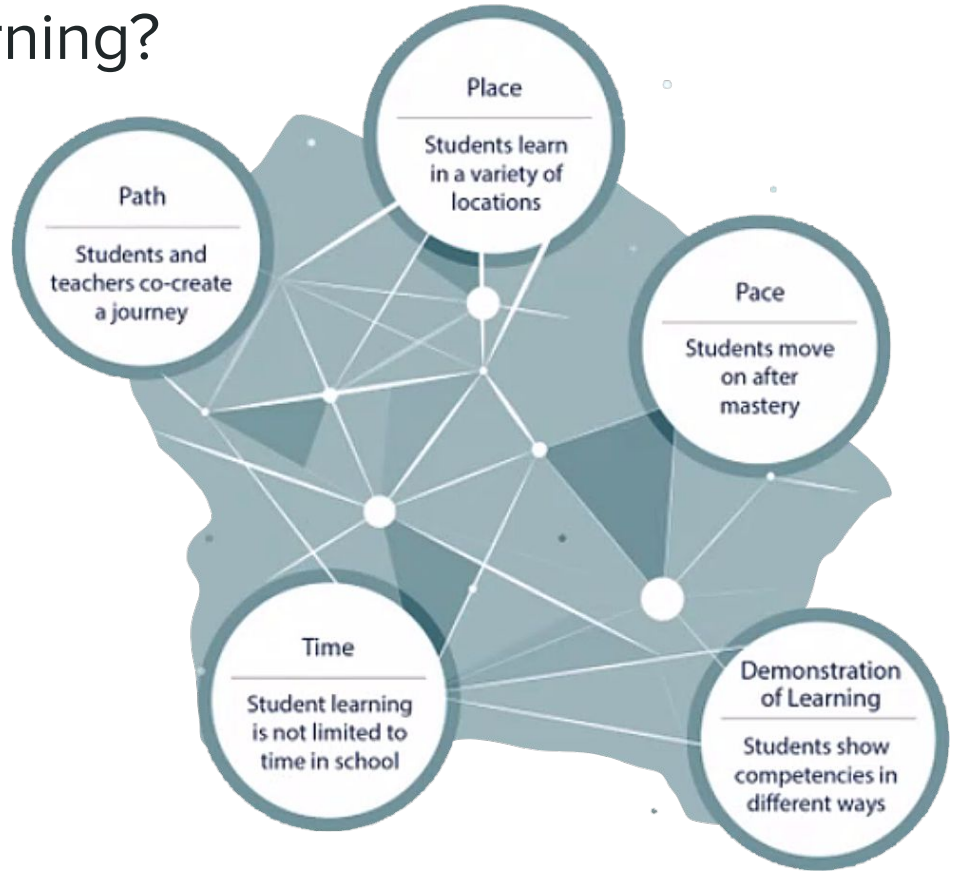 rning?
Place
Students learn
in a variety of
locations
Path
Students and
teachers co-create
a journey
Pace
Students move
on after
mastery
Time
Student learning
is not limited to
time in school
Demonstration
of Learning
Students show
competencies in
different ways